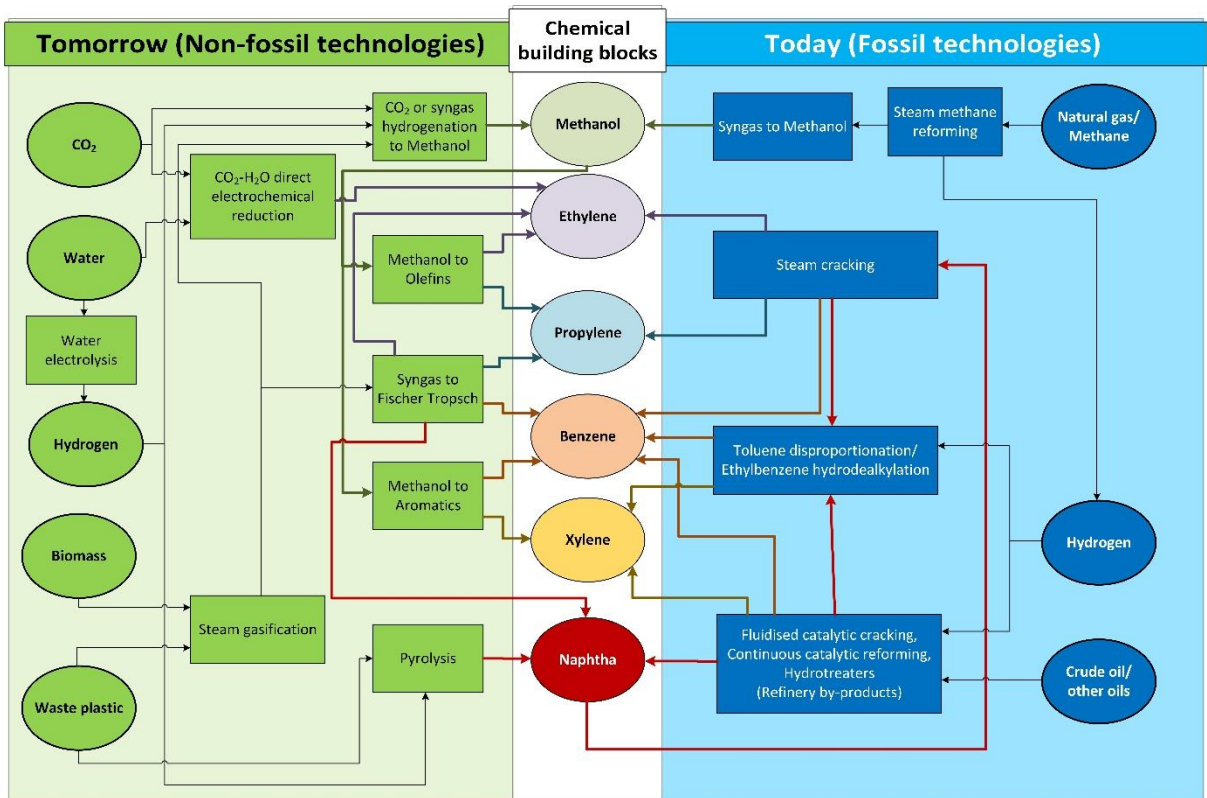 Tomorrow (Non-fossil technologies)
Chemical
building blocks
Today (Fossil technologies)
CO₂
Water
Water
electrolysis
Hydrogen
Biomass
Waste plastic
CO₂-H₂O direct
electrochemical
reduction
Steam gasification
CO₂ or syngas
hydrogenation
to Methanol
Methanol to
Olefins
Syngas to
Fischer Tropsch
Methanol to
Aromatics
Pyrolysis
Methanol
Ethylene
Propylene
Benzene
Xylene
Naphtha
Syngas to Methanol
Steam methane
reforming
Natural gas/
Methane
Steam cracking
Toluene disproportionation/
Ethylbenzene hydrodealkylation
Hydrogen
Fluidised catalytic cracking,
Continuous catalytic reforming,
Hydrotreaters
(Refinery by-products)
Crude oil/
other oils